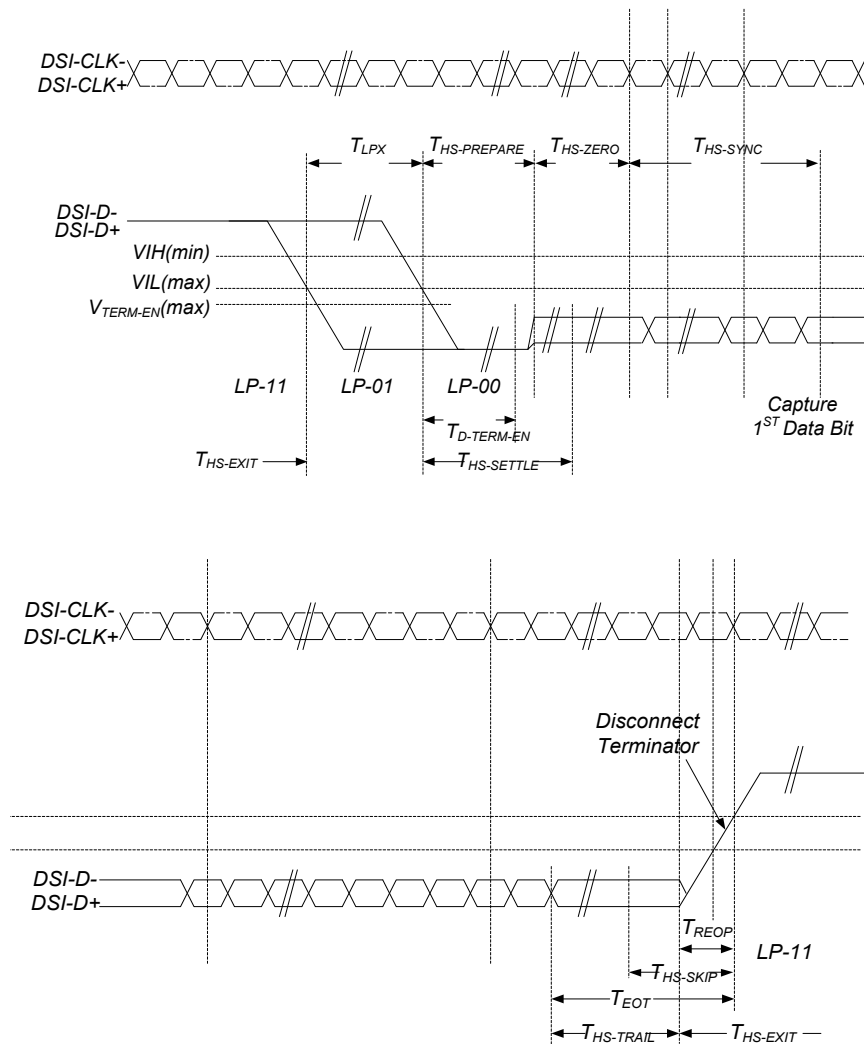 DSI-CLK-
DSI-CLK+
TLPX THS-PREPARE THS-ZERO THS-SYNC
DSI-D-
DSI-D+
VIH(min)
VIL(max)
VTERM-EN(max)
LP-11 LP-01 LP-00
Capture
1ST Data Bit
TD-TERM-EN
THS-EXIT THS-SETTLE
DSI-CLK-
DSI-CLK+
Disconnect
Terminator
DSI-D-
DSI-D+
TREOP
LP-11
THS-SKIP
TEOT
THS-TRAIL THS-EXIT